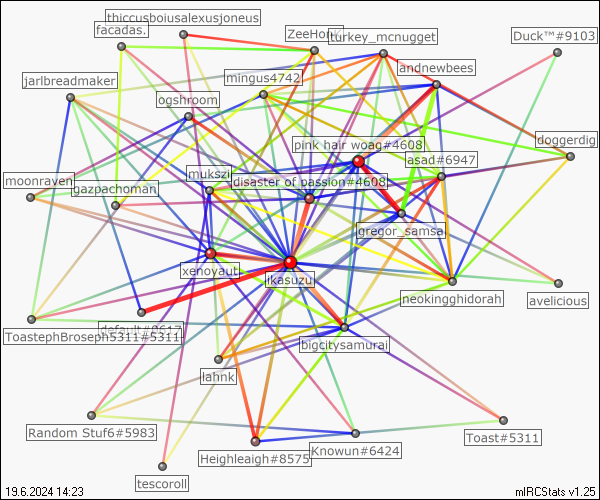 thiccusboiusalexusjoneus
facadas.
ZeeHonk
turkey_mcnugget
Duck™#9103
jarlbreadmaker
mingus4742
andnewbees
ogshroom
pink hair woag#4608
doggerdig
asad#6947
moonraven
gazpachoman
mukszi
disaster of passion#4608
gregor_samsa
xenoyaut
ikasuzu
neokingghidorah
avelicious
default#0617
ToastephBroseph5311#5311
bigcitysamurai
lahnk
Random Stuf6#5983
Heighleaigh#8575
Knowun#6424
Toast#5311
tescoroll
19.6.2024 14:23
mIRCStats v1.25